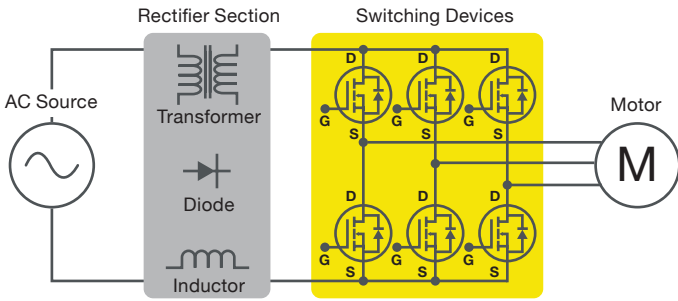 Rectifier Section
Switching Devices
AC Source
Transformer
Diode
Inductor
D D D
G G G
S S S
D D D
G G G
S S S
Motor
M